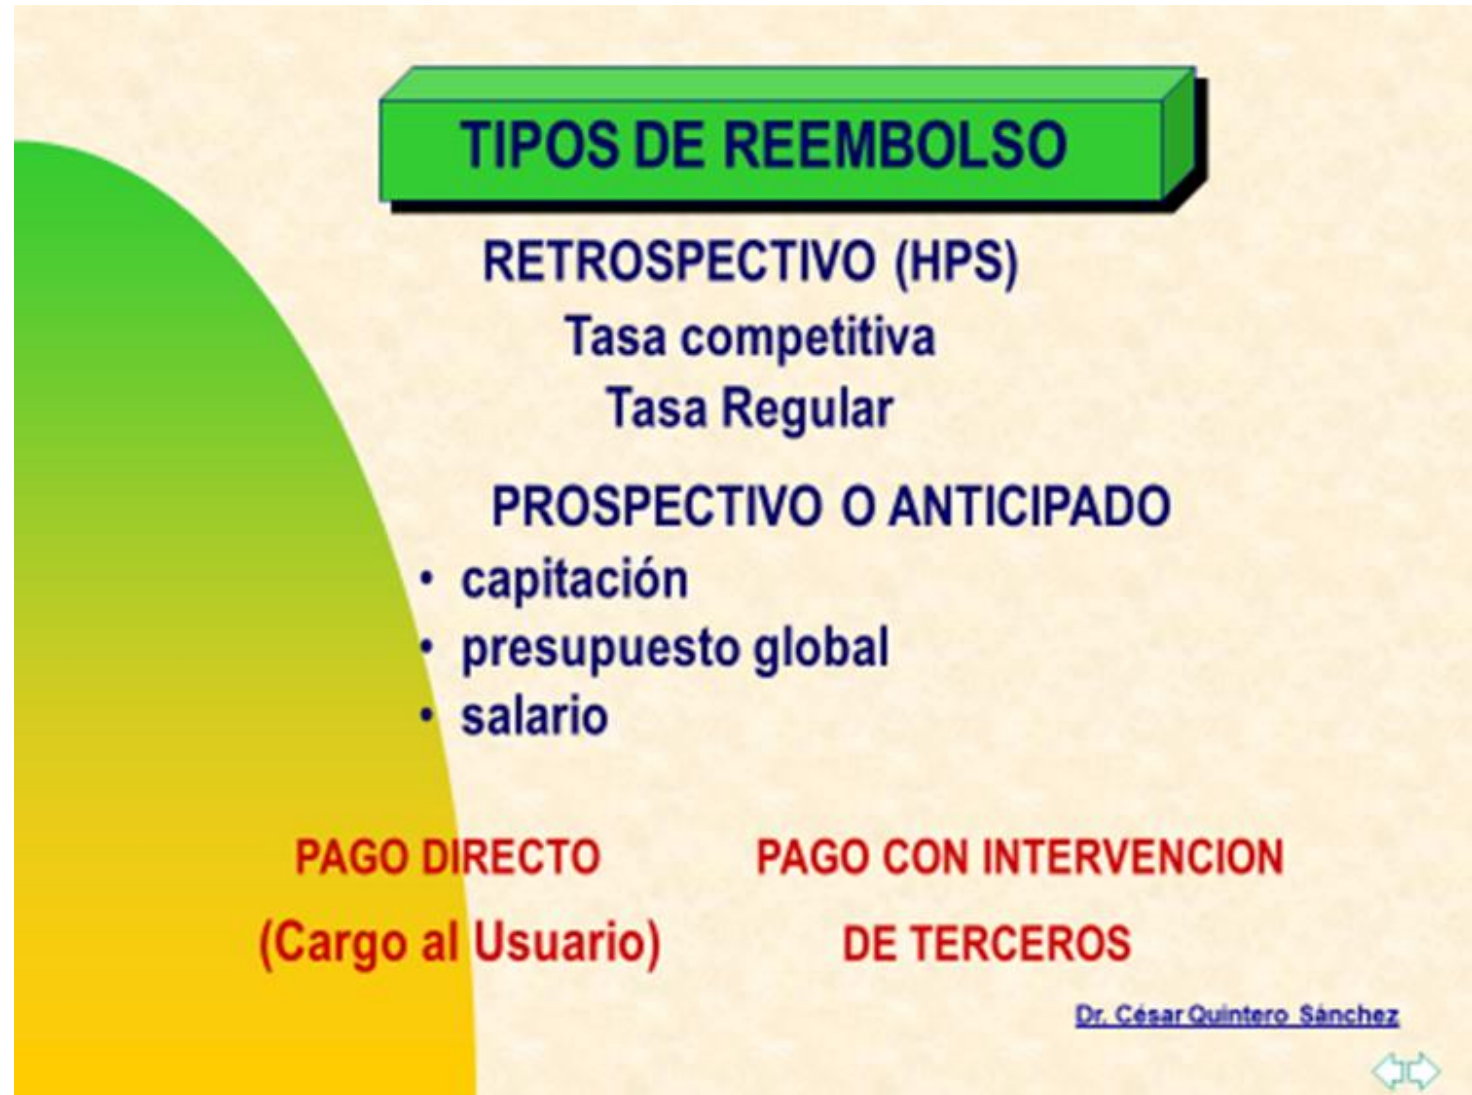 TIPOS DE REEMBOLSO
RETROSPECTIVO (HPS)
Tasa competitiva
Tasa Regular
PROSPECTIVO O ANTICIPADO
• capitación
• presupuesto global
• salario
PAGO DIRECTO
(Cargo al Usuario)
PAGO CON INTERVENCION
DE TERCEROS
Dr. César Quintero Sánchez